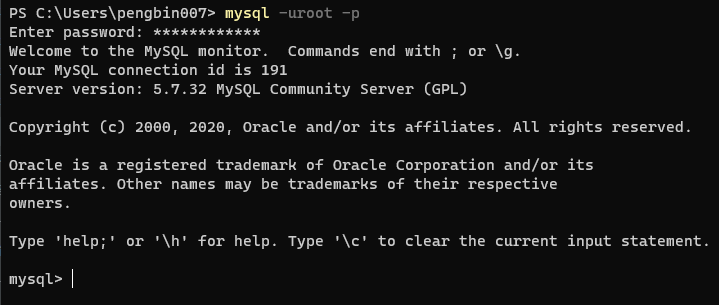 PS C:\Users\pengbin007> mysql -uroot -p
Enter password: ************
Welcome to the MySQL monitor.  Commands end with ; or \g.
Your MySQL connection id is 191
Server version: 5.7.32 MySQL Community Server (GPL)
Copyright (c) 2000, 2020, Oracle and/or its affiliates. All rights reserved.
Oracle is a registered trademark of Oracle Corporation and/or its
affiliates. Other names may be trademarks of their respective
owners.
Type 'help;' or '\h' for help. Type '\c' to clear the current input statement.
mysql>